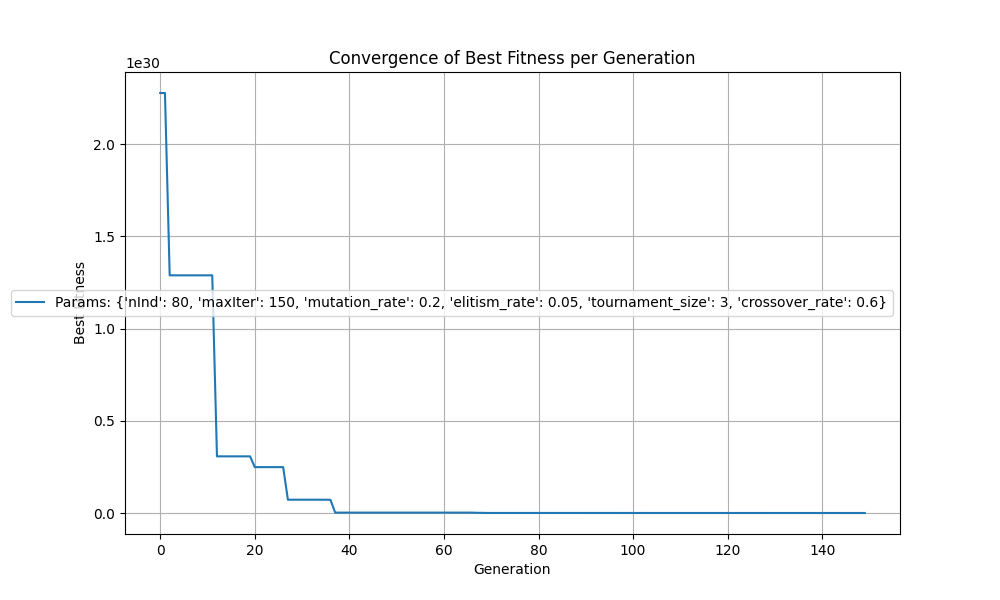 Convergence of Best Fitness per Generation
1e30
2.0
1.5
Params: {'nInd': 80, 'maxIter': 150, 'mutation_rate': 0.2, 'elitism_rate': 0.05, 'tournament_size': 3, 'crossover_rate': 0.6}
Best Fitness
1.0
0.5
0.0
0 20 40 60 80 100 120 140
Generation